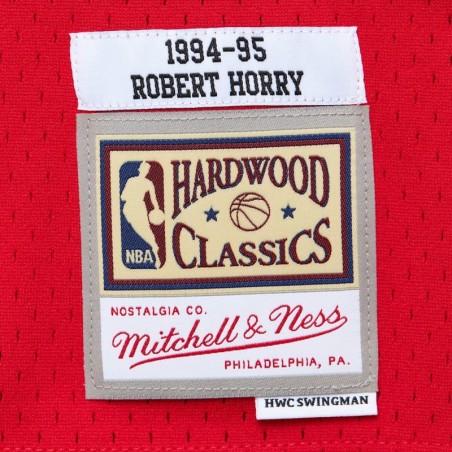 1994-95
ROBERT HORRY
HARDWOOD
CLASSICS
NBA
NOSTALGIA CO.
Mitchell & Ness
PHILADELPHIA, PA.
HWC SWINGMAN